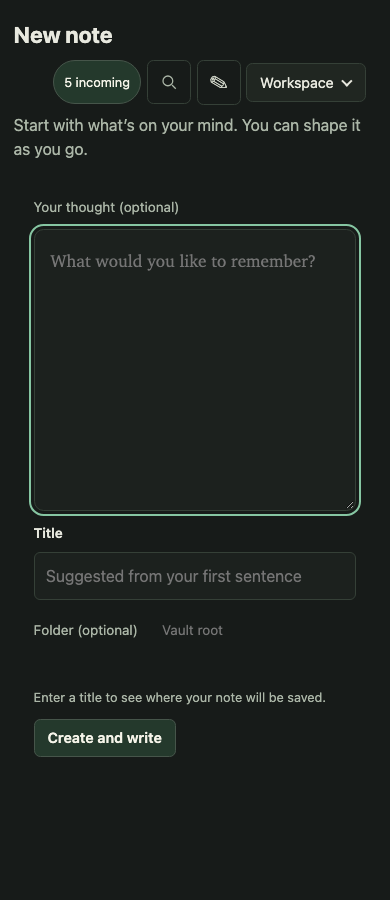 New note
5 incoming
Workspace
Start with what’s on your mind. You can shape it
as you go.
Your thought (optional)
What would you like to remember?
Title
Suggested from your first sentence
Folder (optional) Vault root
Enter a title to see where your note will be saved.
Create and write